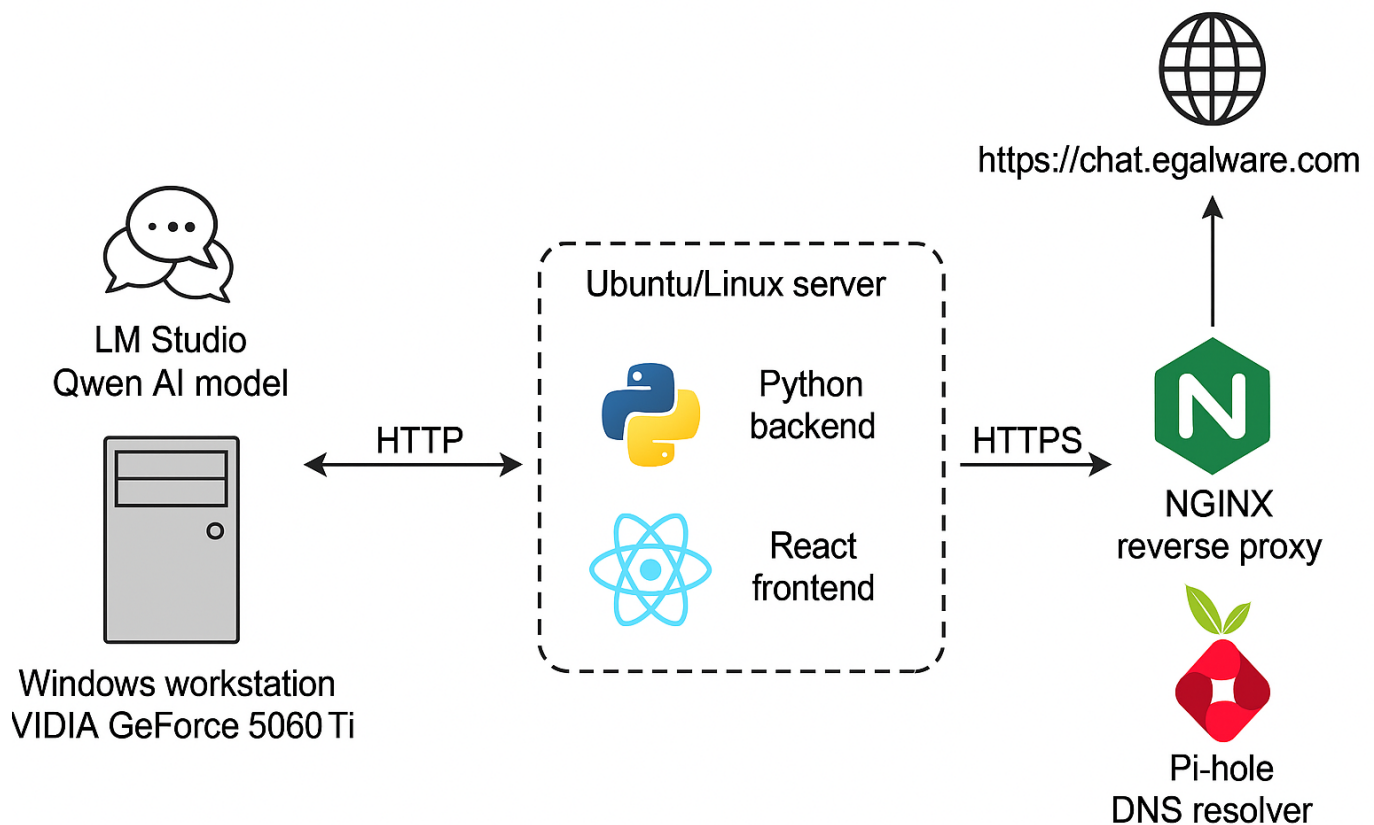 https://chat.egalware.com
LM Studio
Qwen AI model
HTTP
Windows workstation
VIDIA GeForce 5060 Ti
Ubuntu/Linux server
Python
backend
React
frontend
HTTPS
N
NGINX
reverse proxy
Pi-hole
DNS resolver